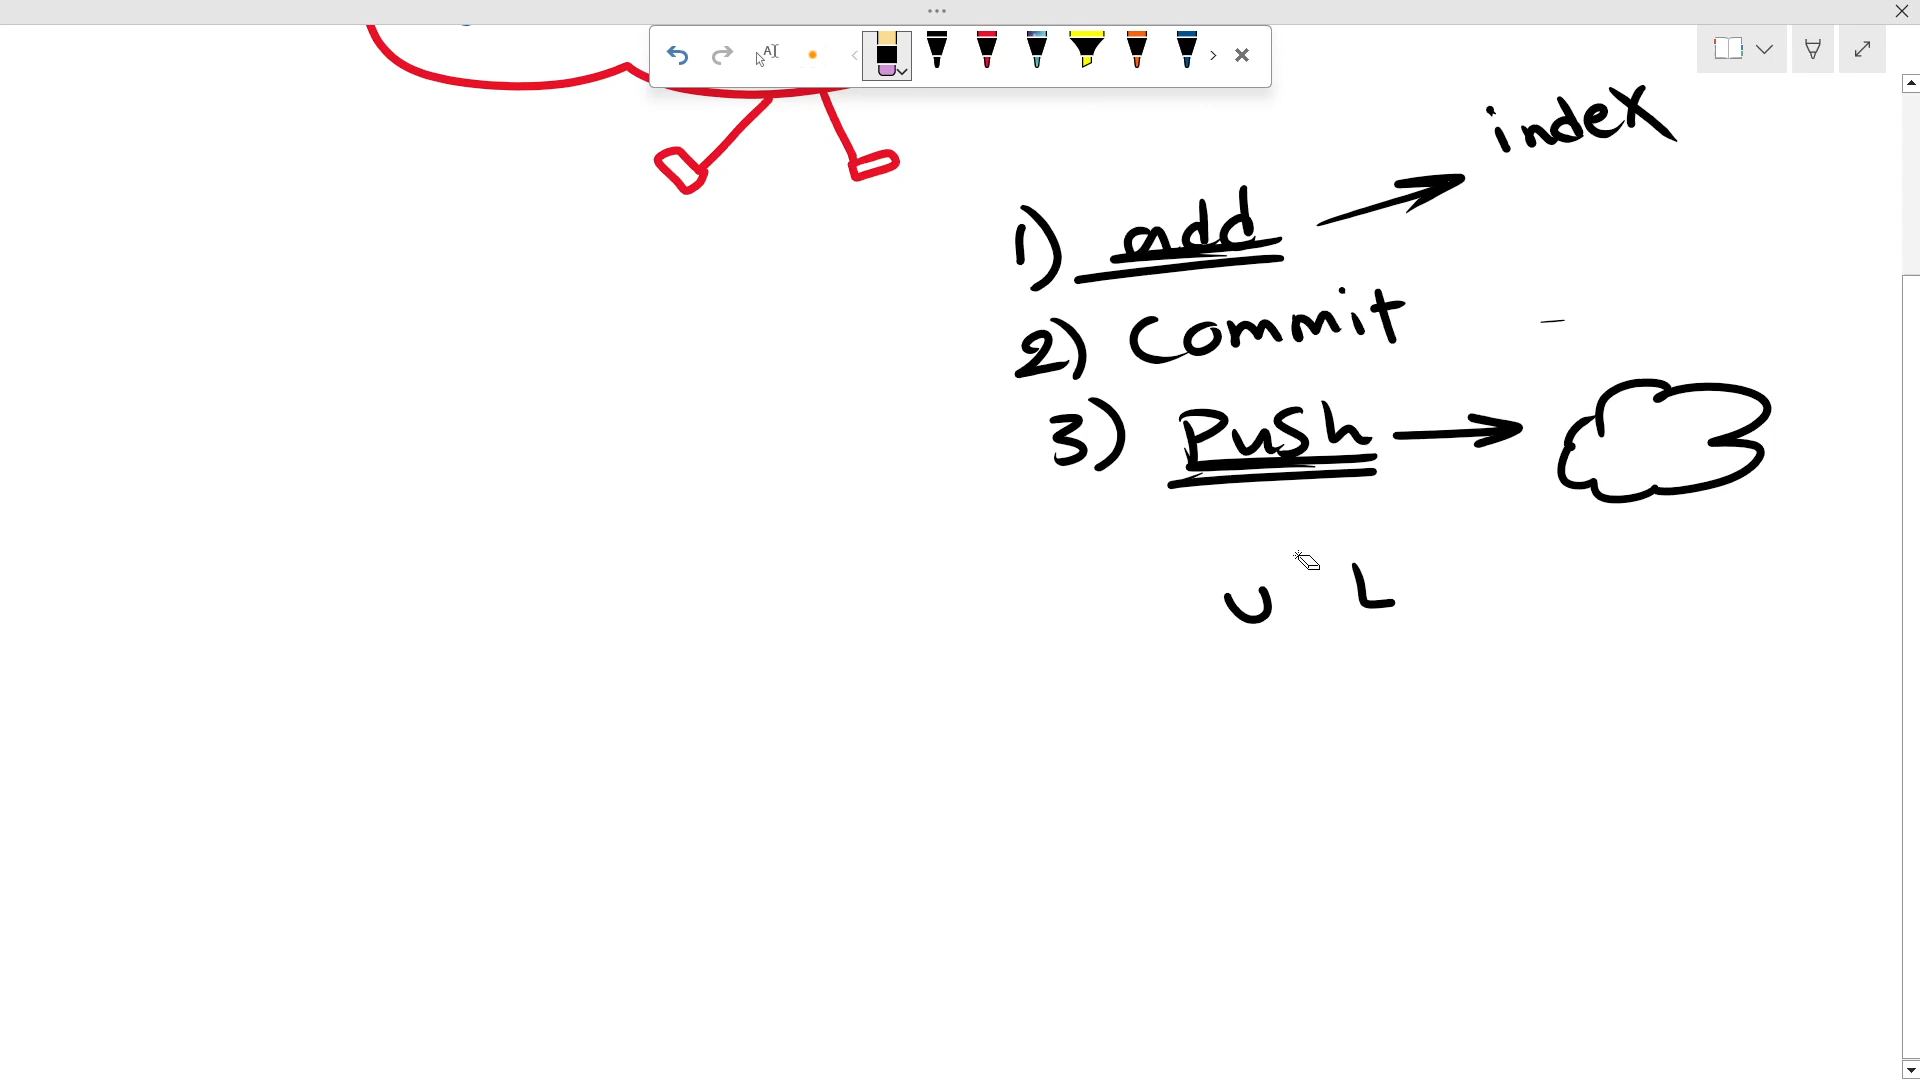 index
1) add
2) Commit
3) Push
U L